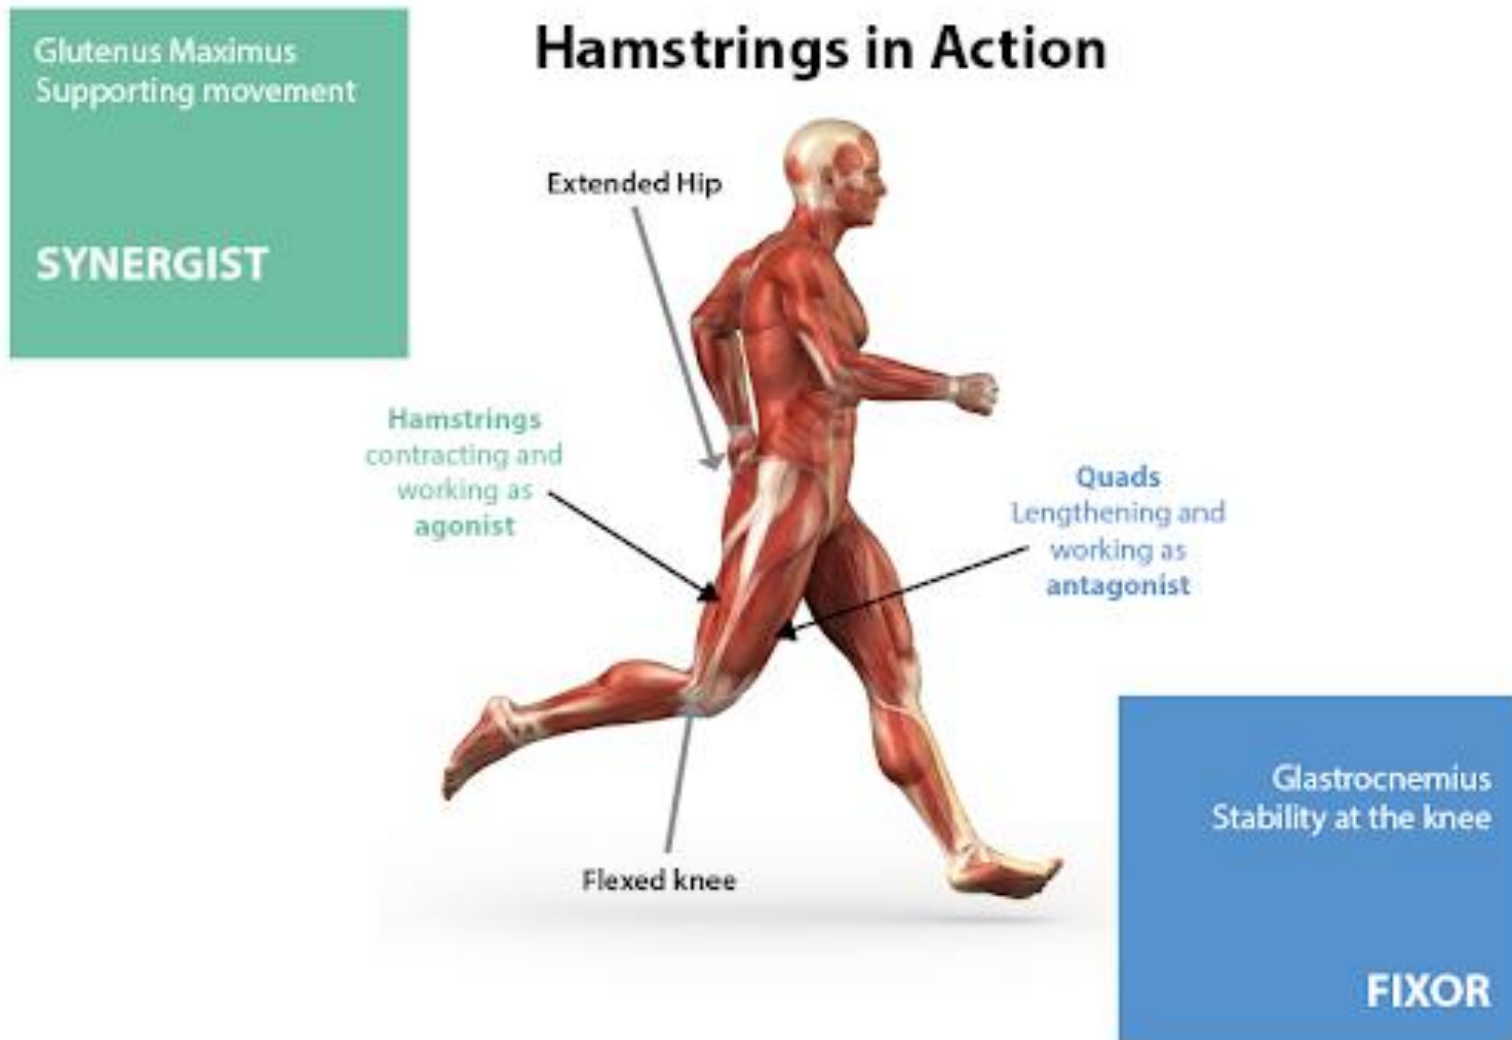 Glutenus Maximus
Supporting movement
SYNERGIST
Hamstrings in Action
Extended Hip
Hamstrings
contracting and
working as
agonist
Quads
Lengthening and
working as
antagonist
Flexed knee
Glastrocnemius
Stability at the knee
FIXOR